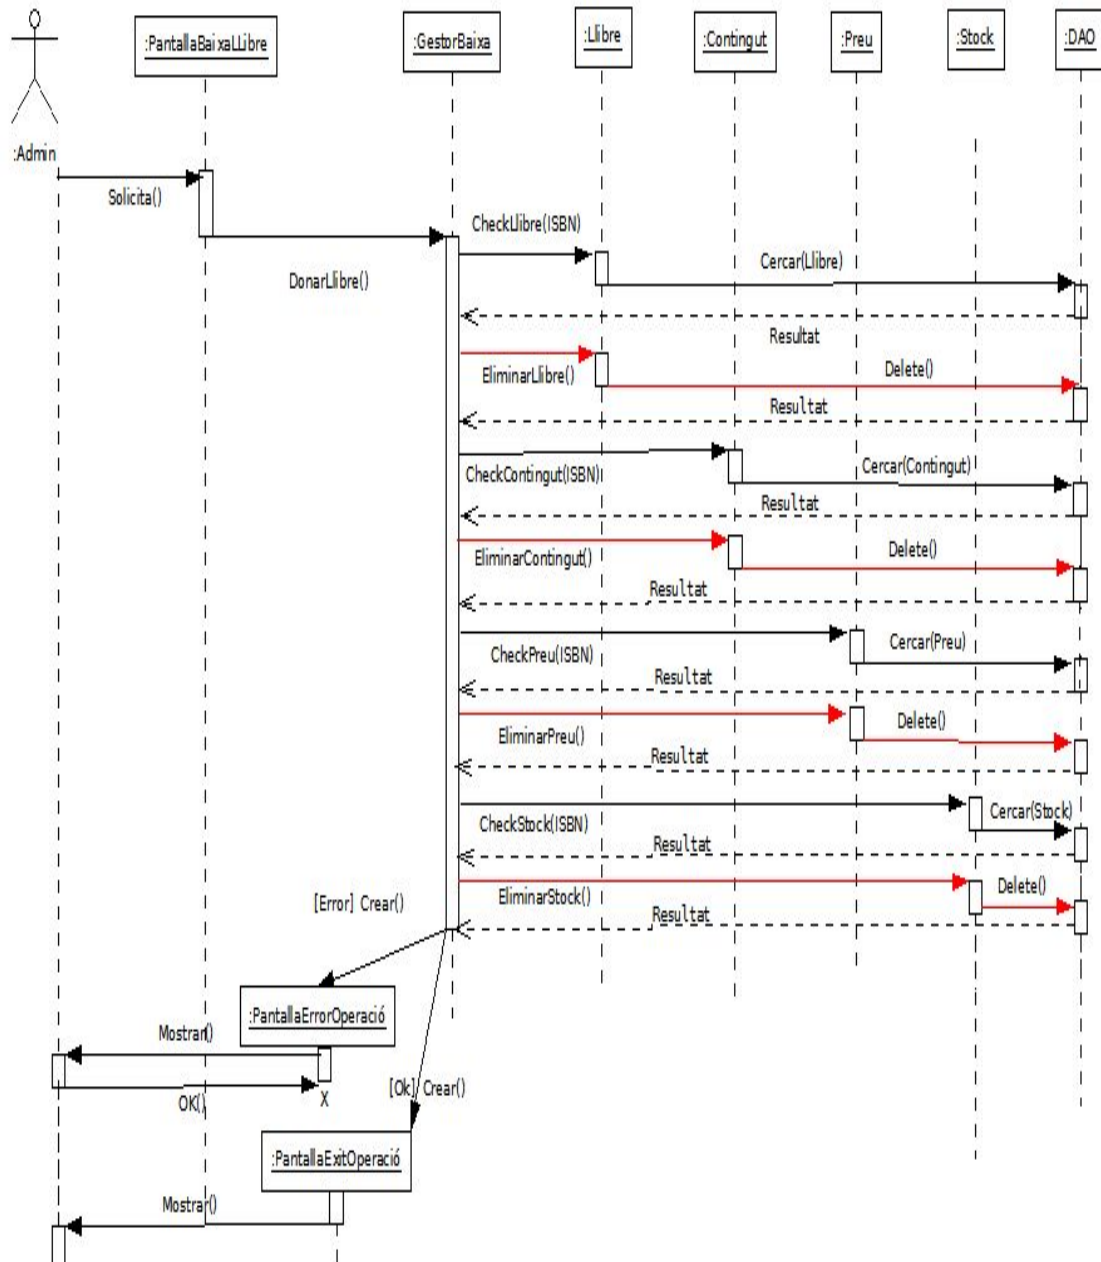 :PantallaBaixaLLibre
:GestorBaixa
:Llibre
:Contingut
:Preu
:Stock
:DAO
:Admin
Solicita()
DonarLlibre()
CheckLlibre(ISBN)
Cercar(Llibre)
Resultat
EliminarLlibre()
Delete()
Resultat
CheckContingut(ISBN)
Cercar(Contingut)
Resultat
EliminarContingut()
Delete()
Resultat
CheckPreu(ISBN)
Cercar(Preu)
Resultat
EliminarPreu()
Delete()
Resultat
CheckStock(ISBN)
Cercar(Stock)
Resultat
EliminarStock()
Delete()
Resultat
[Error] Crear()
:PantallaErrorOperació
Mostrar()
OK()
X
[Ok] Crear()
:PantallaExitOperació
Mostrar()